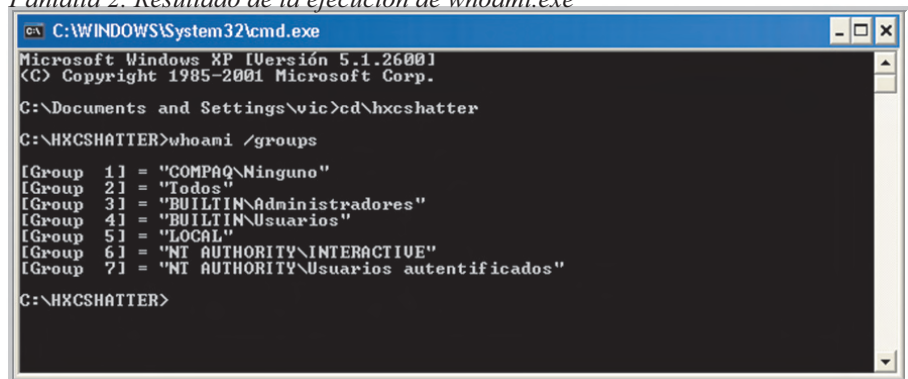 Pantalla 2. Resultado de la ejecución de whoami.exe
C:\WINDOWS\System32\cmd.exe
Microsoft Windows XP [Versión 5.1.2600]
(C) Copyright 1985-2001 Microsoft Corp.
C:\Documents and Settings\vic>cd\hxcshatter
C:\HXCSHATTER>whoami /groups
[Group  1] = "COMPAQ\Ninguno"
[Group  2] = "Todos"
[Group  3] = "BUILTIN\Administradores"
[Group  4] = "BUILTIN\Usuarios"
[Group  5] = "LOCAL"
[Group  6] = "NT AUTHORITY\INTERACTIVE"
[Group  7] = "NT AUTHORITY\Usuarios autentificados"
C:\HXCSHATTER>